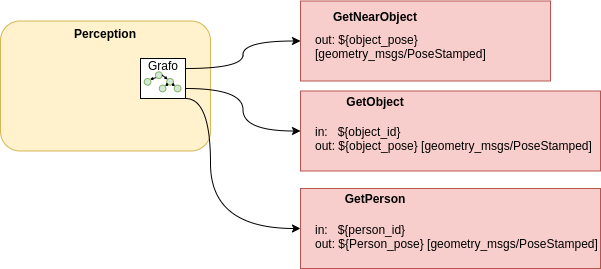 Perception
Grafo
GetNearObject
out: ${object_pose}
[geometry_msgs/PoseStamped]
GetObject
in: ${object_id}
out: ${object_pose} [geometry_msgs/PoseStamped]
GetPerson
in: ${person_id}
out: ${Person_pose} [geometry_msgs/PoseStamped]